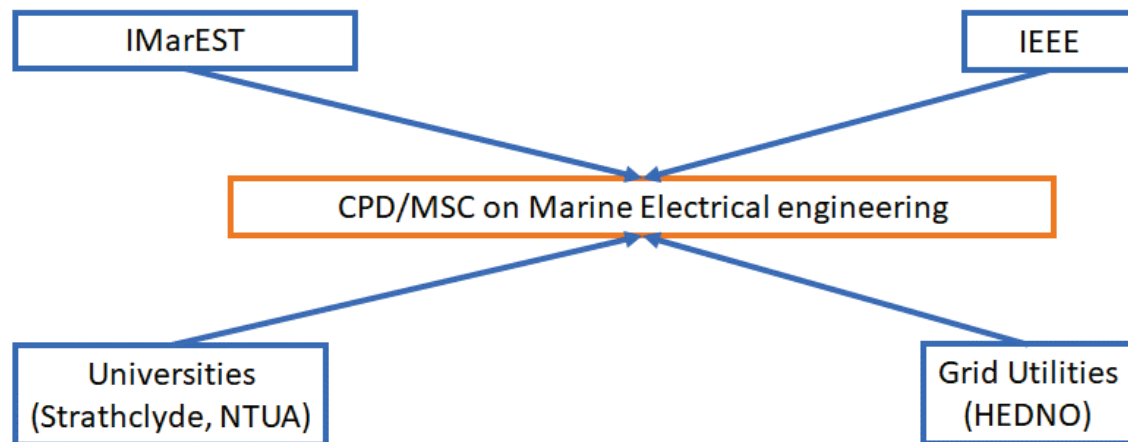 IMarEST
IEEE
CPD/MSC on Marine Electrical engineering
Universities
(Strathclyde, NTUA)
Grid Utilities
(HEDNO)